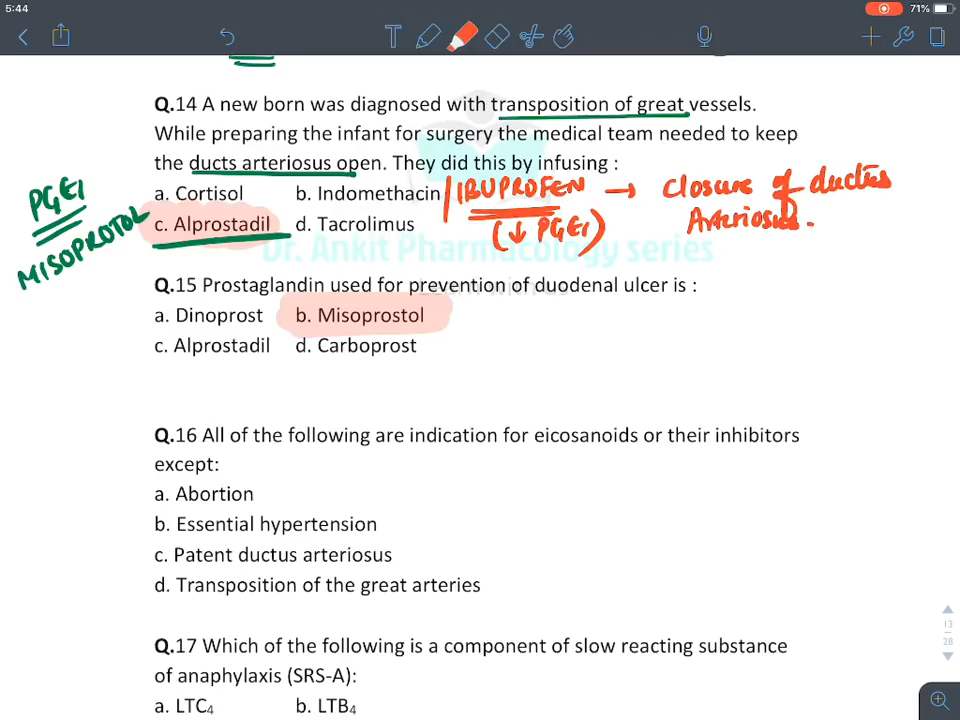 5:44
71%
T
Q.14 A new born was diagnosed with transposition of great vessels.
While preparing the infant for surgery the medical team needed to keep
the ducts arteriosus open. They did this by infusing :
a. Cortisol b. Indomethacin / IBUPROFEN → closure of ductus
c. Alprostadil d. Tacrolimus (↓ PGE1) Arteriosus.
PGE1
MISOPROTOL
Dr. Ankit Pharmacology series
Learn with us
Q.15 Prostaglandin used for prevention of duodenal ulcer is :
a. Dinoprost b. Misoprostol
c. Alprostadil d. Carboprost
Q.16 All of the following are indication for eicosanoids or their inhibitors
except:
a. Abortion
b. Essential hypertension
c. Patent ductus arteriosus
d. Transposition of the great arteries
13
28
Q.17 Which of the following is a component of slow reacting substance
of anaphylaxis (SRS-A):
a. LTC₄ b. LTB₄